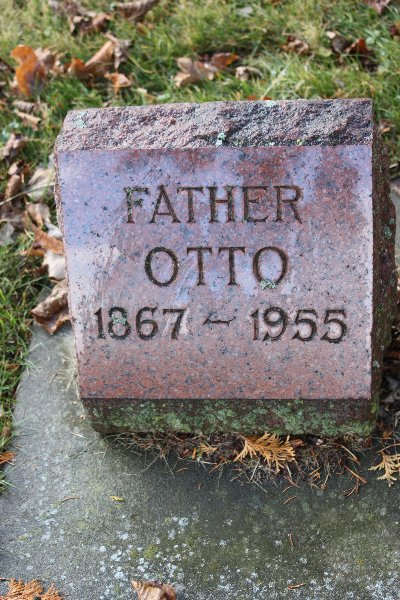 FATHER
OTTO
1867 ~ 1955